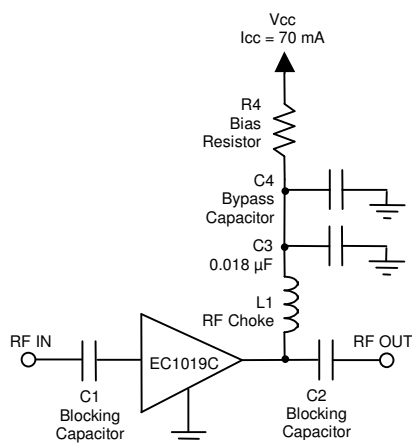 Vcc
Icc = 70 mA
R4
Bias
Resistor
C4
Bypass
Capacitor
C3
0.018 µF
L1
RF Choke
RF IN
EC1019C
RF OUT
C1
Blocking
Capacitor
C2
Blocking
Capacitor